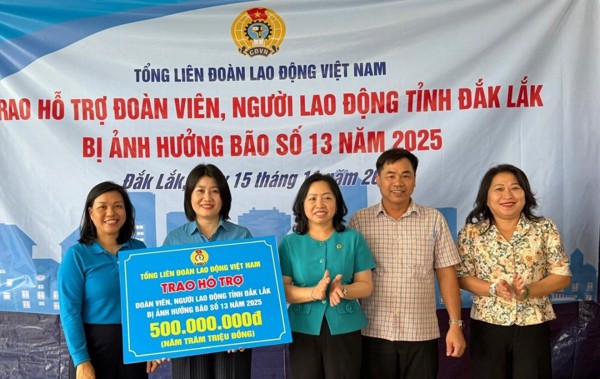 CĐVN
TỔNG LIÊN ĐOÀN LAO ĐỘNG VIỆT NAM
TRAO HỖ TRỢ ĐOÀN VIÊN, NGƯỜI LAO ĐỘNG TỈNH ĐẮK LẮK
BỊ ẢNH HƯỞNG BÃO SỐ 13 NĂM 2025
Đắk Lắk, 15 tháng năm
TỔNG LIÊN ĐOÀN LAO ĐỘNG VIỆT NAM
TRAO HỖ TRỢ
ĐOÀN VIÊN, NGƯỜI LAO ĐỘNG TỈNH ĐẮK LẮK
BỊ ẢNH HƯỞNG BÃO SỐ 13 NĂM 2025
500.000.000đ
(NĂM TRĂM TRIỆU ĐỒNG)